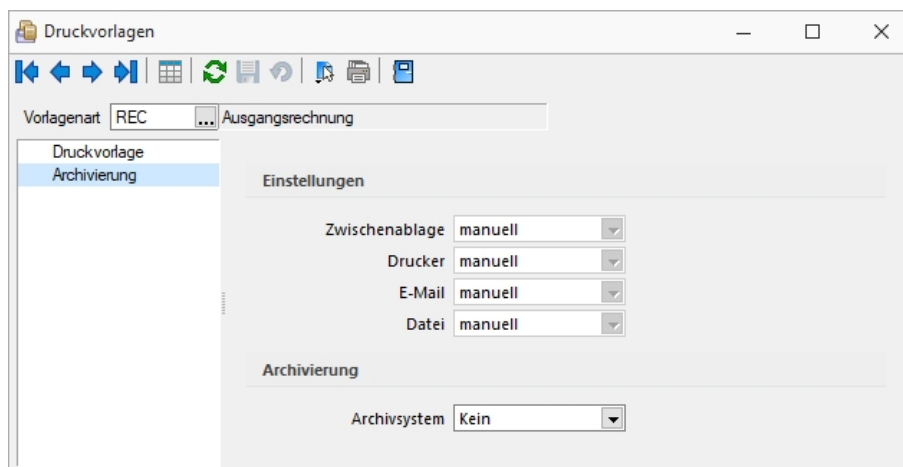 Druckvorlagen
Vorlagenart REC ... Ausgangsrechnung
Druckvorlage
Archivierung
Einstellungen
Zwischenablage manuell
Drucker manuell
E-Mail manuell
Datei manuell
Archivierung
Archivsystem Kein